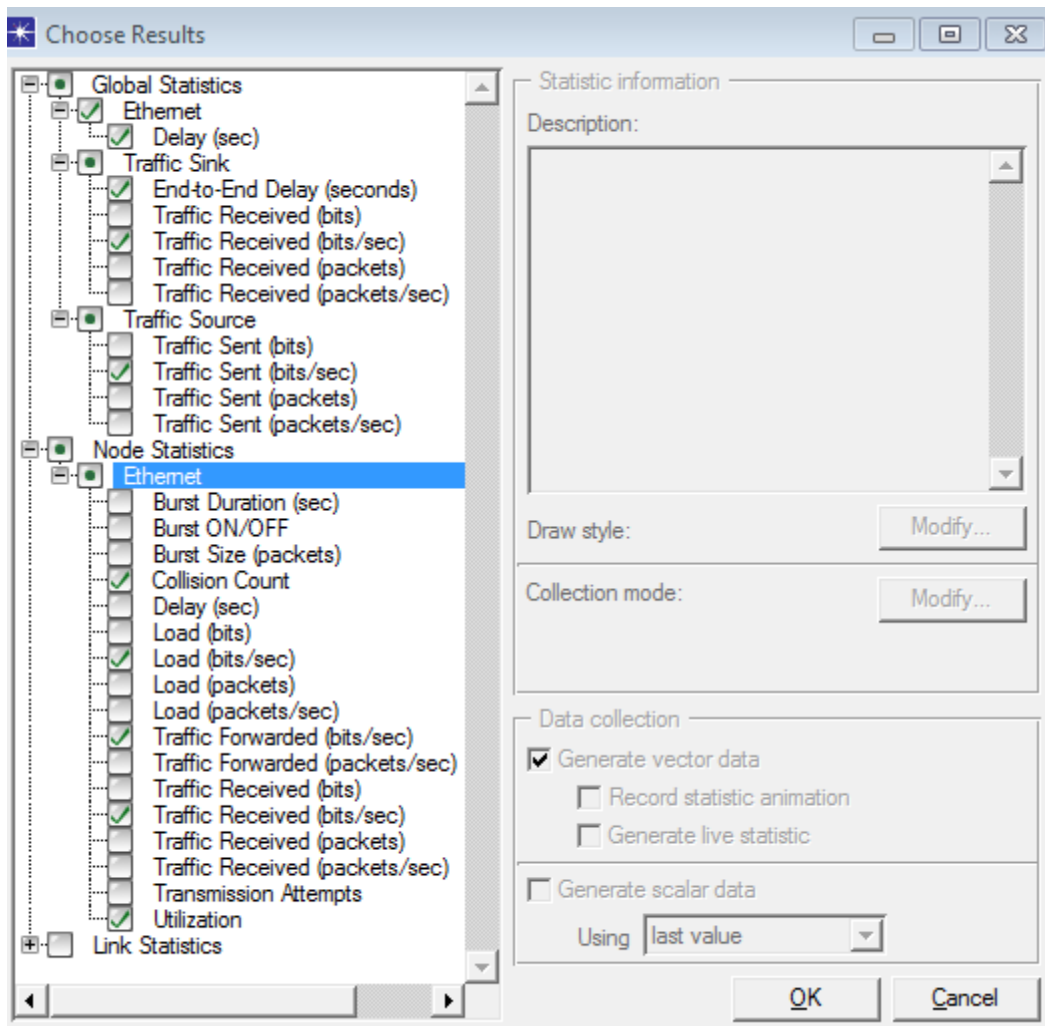 Choose Results
Global Statistics
Ethernet
Delay (sec)
Traffic Sink
End-to-End Delay (seconds)
Traffic Received (bits)
Traffic Received (bits/sec)
Traffic Received (packets)
Traffic Received (packets/sec)
Traffic Source
Traffic Sent (bits)
Traffic Sent (bits/sec)
Traffic Sent (packets)
Traffic Sent (packets/sec)
Node Statistics
Ethernet
Burst Duration (sec)
Burst ON/OFF
Burst Size (packets)
Collision Count
Delay (sec)
Load (bits)
Load (bits/sec)
Load (packets)
Load (packets/sec)
Traffic Forwarded (bits/sec)
Traffic Forwarded (packets/sec)
Traffic Received (bits)
Traffic Received (bits/sec)
Traffic Received (packets)
Traffic Received (packets/sec)
Transmission Attempts
Utilization
Link Statistics
Statistic information
Description:
Draw style:
Modify...
Collection mode:
Modify...
Data collection
Generate vector data
Record statistic animation
Generate live statistic
Generate scalar data
Using last value
OK Cancel